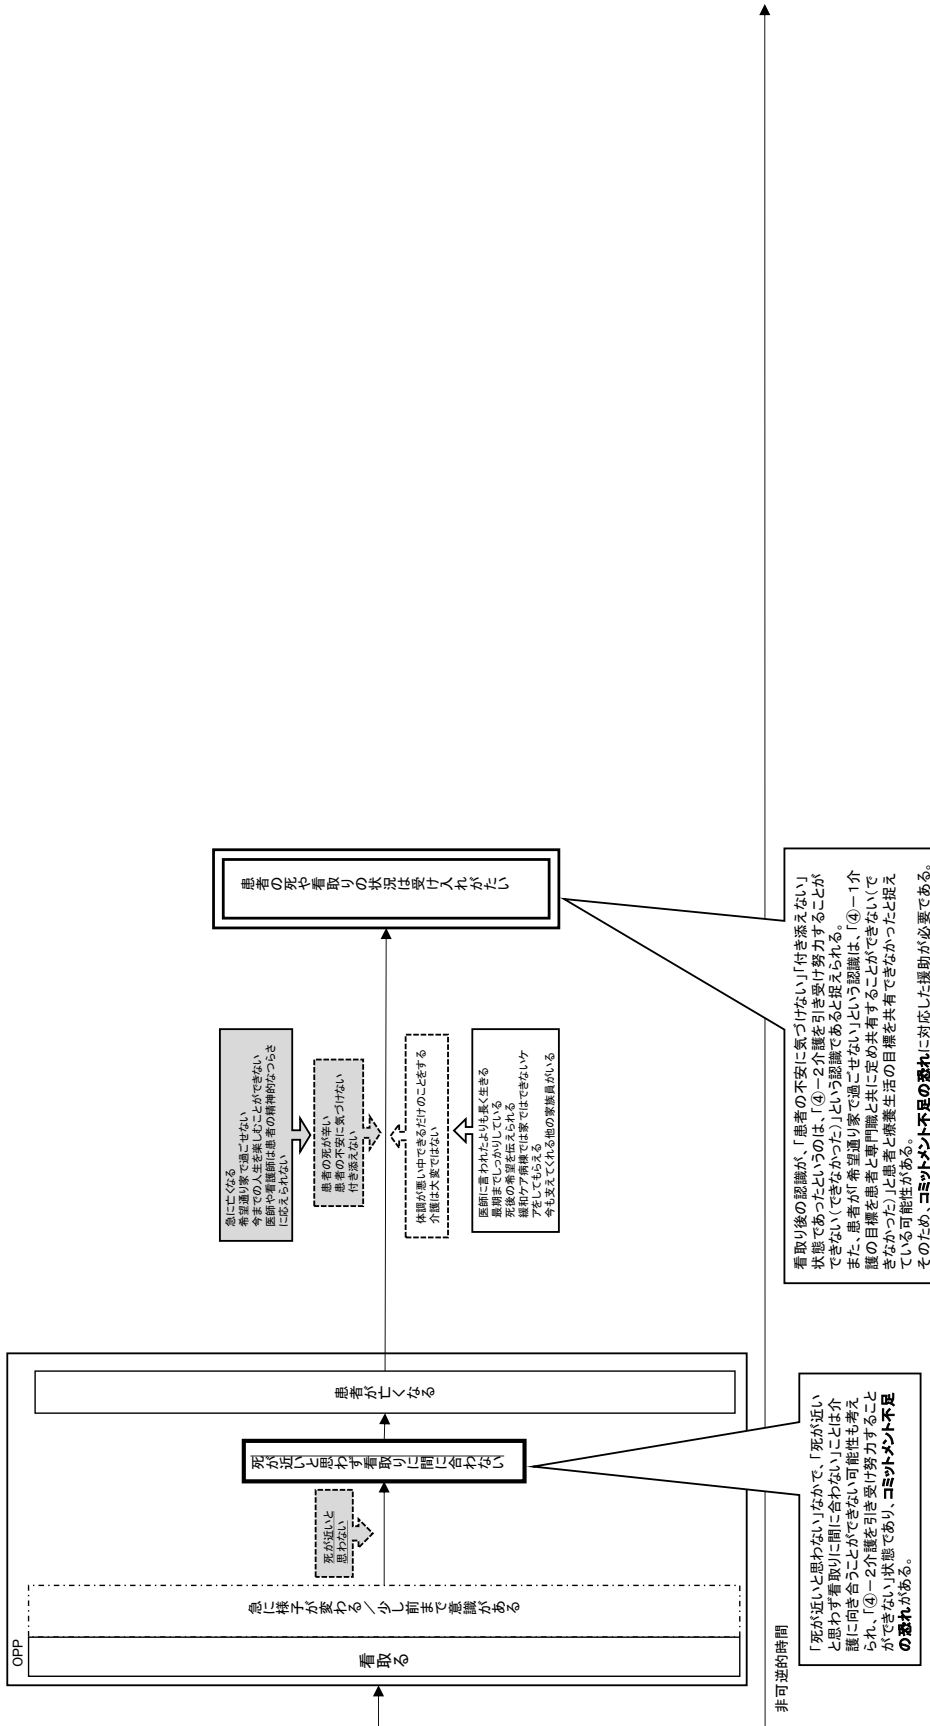 OPP
看取る
急に様子が変わる／少し前まで意識がある
死が近いと
思わない
死が近いと思わず看取りに間に合わない
患者が亡くなる
急に亡くなる
希望通り家で過ごせない
今までの人生を楽しむことができない
医師や看護師は患者の精神的なつらさ
に応えられない
患者の死が辛い
患者の不安に気づけない
付き添えない
体調が悪い中でできるだけのことをする
介護は大変ではない
医師に言われたよりも長く生きる
最期までしっかりしている
死後の希望を伝えられる
緩和ケア病棟では家ではできないケ
アをしてもらえる
今も支えてくれる他の家族員がいる
患者の死や看取りの状況は受け入れがたい
非可逆的時間
「死が近いと思わない」なかで、「死が近い
と思わず看取りに間に合わない」ことは介
護に向き合うことができない可能性も考え
られ、「④－2介護を引き受け努力すること
ができない」状態であり、コミットメント不足
の恐れがある。
看取り後の認識が、「患者の不安に気づけない」「付き添えない」
状態であったというのは、「④－2介護を引き受け努力することが
できない（できなかった）」という認識であると捉えられる。
また、患者が「希望通り家で過ごせない」という認識は、「④－1介
護の目標を患者と専門職と共に定め共有することができない（で
きなかった）」と患者と療養生活の目標を共有できなかったと捉え
ている可能性がある。
そのため、コミットメント不足の恐れに対応した援助が必要である。